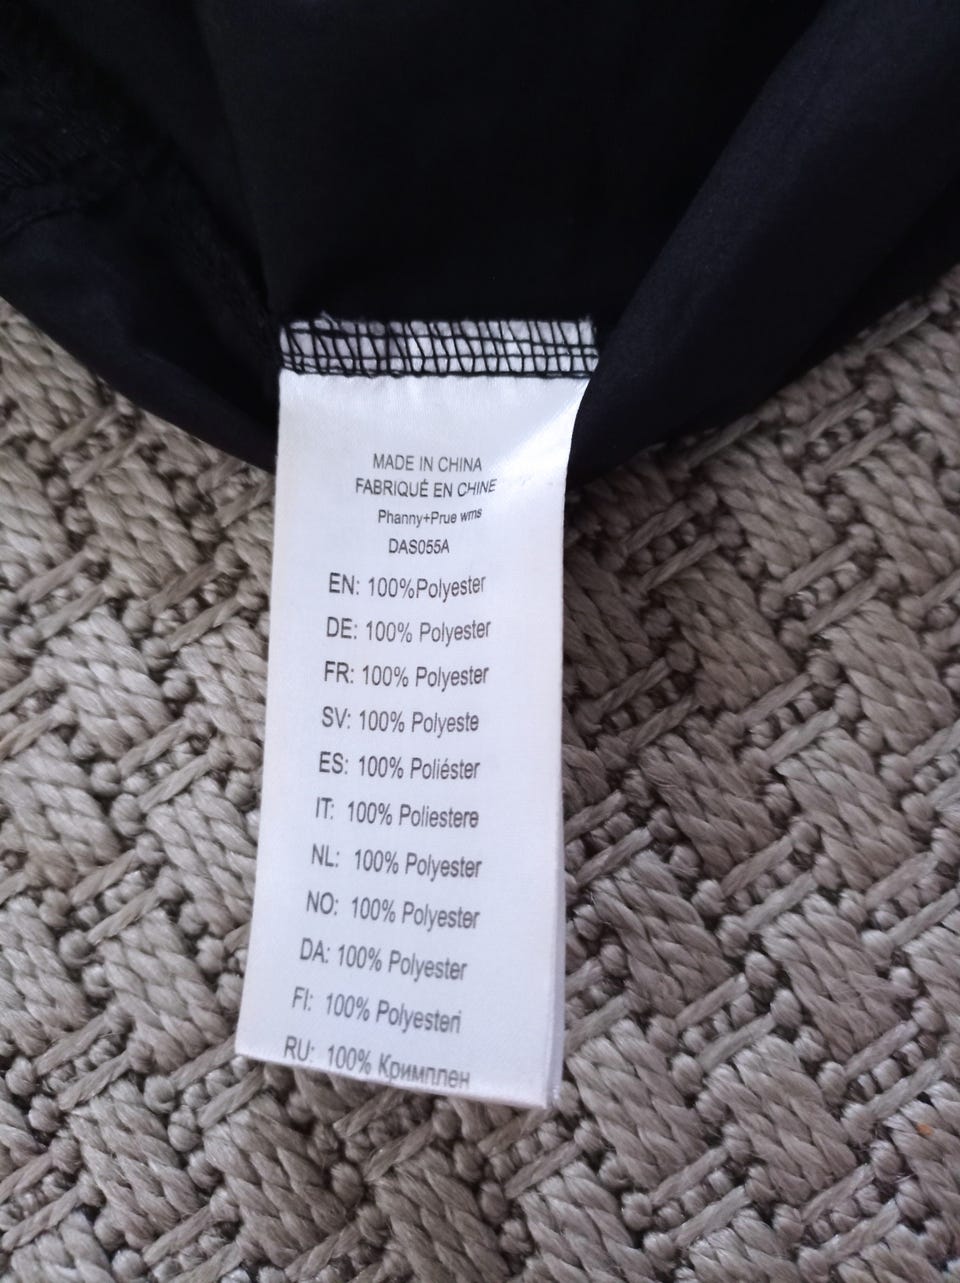 MADE IN CHINA
FABRIQUÉ EN CHINE
Phanny+Prue wms
DAS055A
EN: 100%Polyester
DE: 100% Polyester
FR: 100% Polyester
SV: 100% Polyeste
ES: 100% Poliéster
IT: 100% Poliestere
NL: 100% Polyester
NO: 100% Polyester
DA: 100% Polyester
FI: 100% Polyesteri
RU: 100% Кримплен